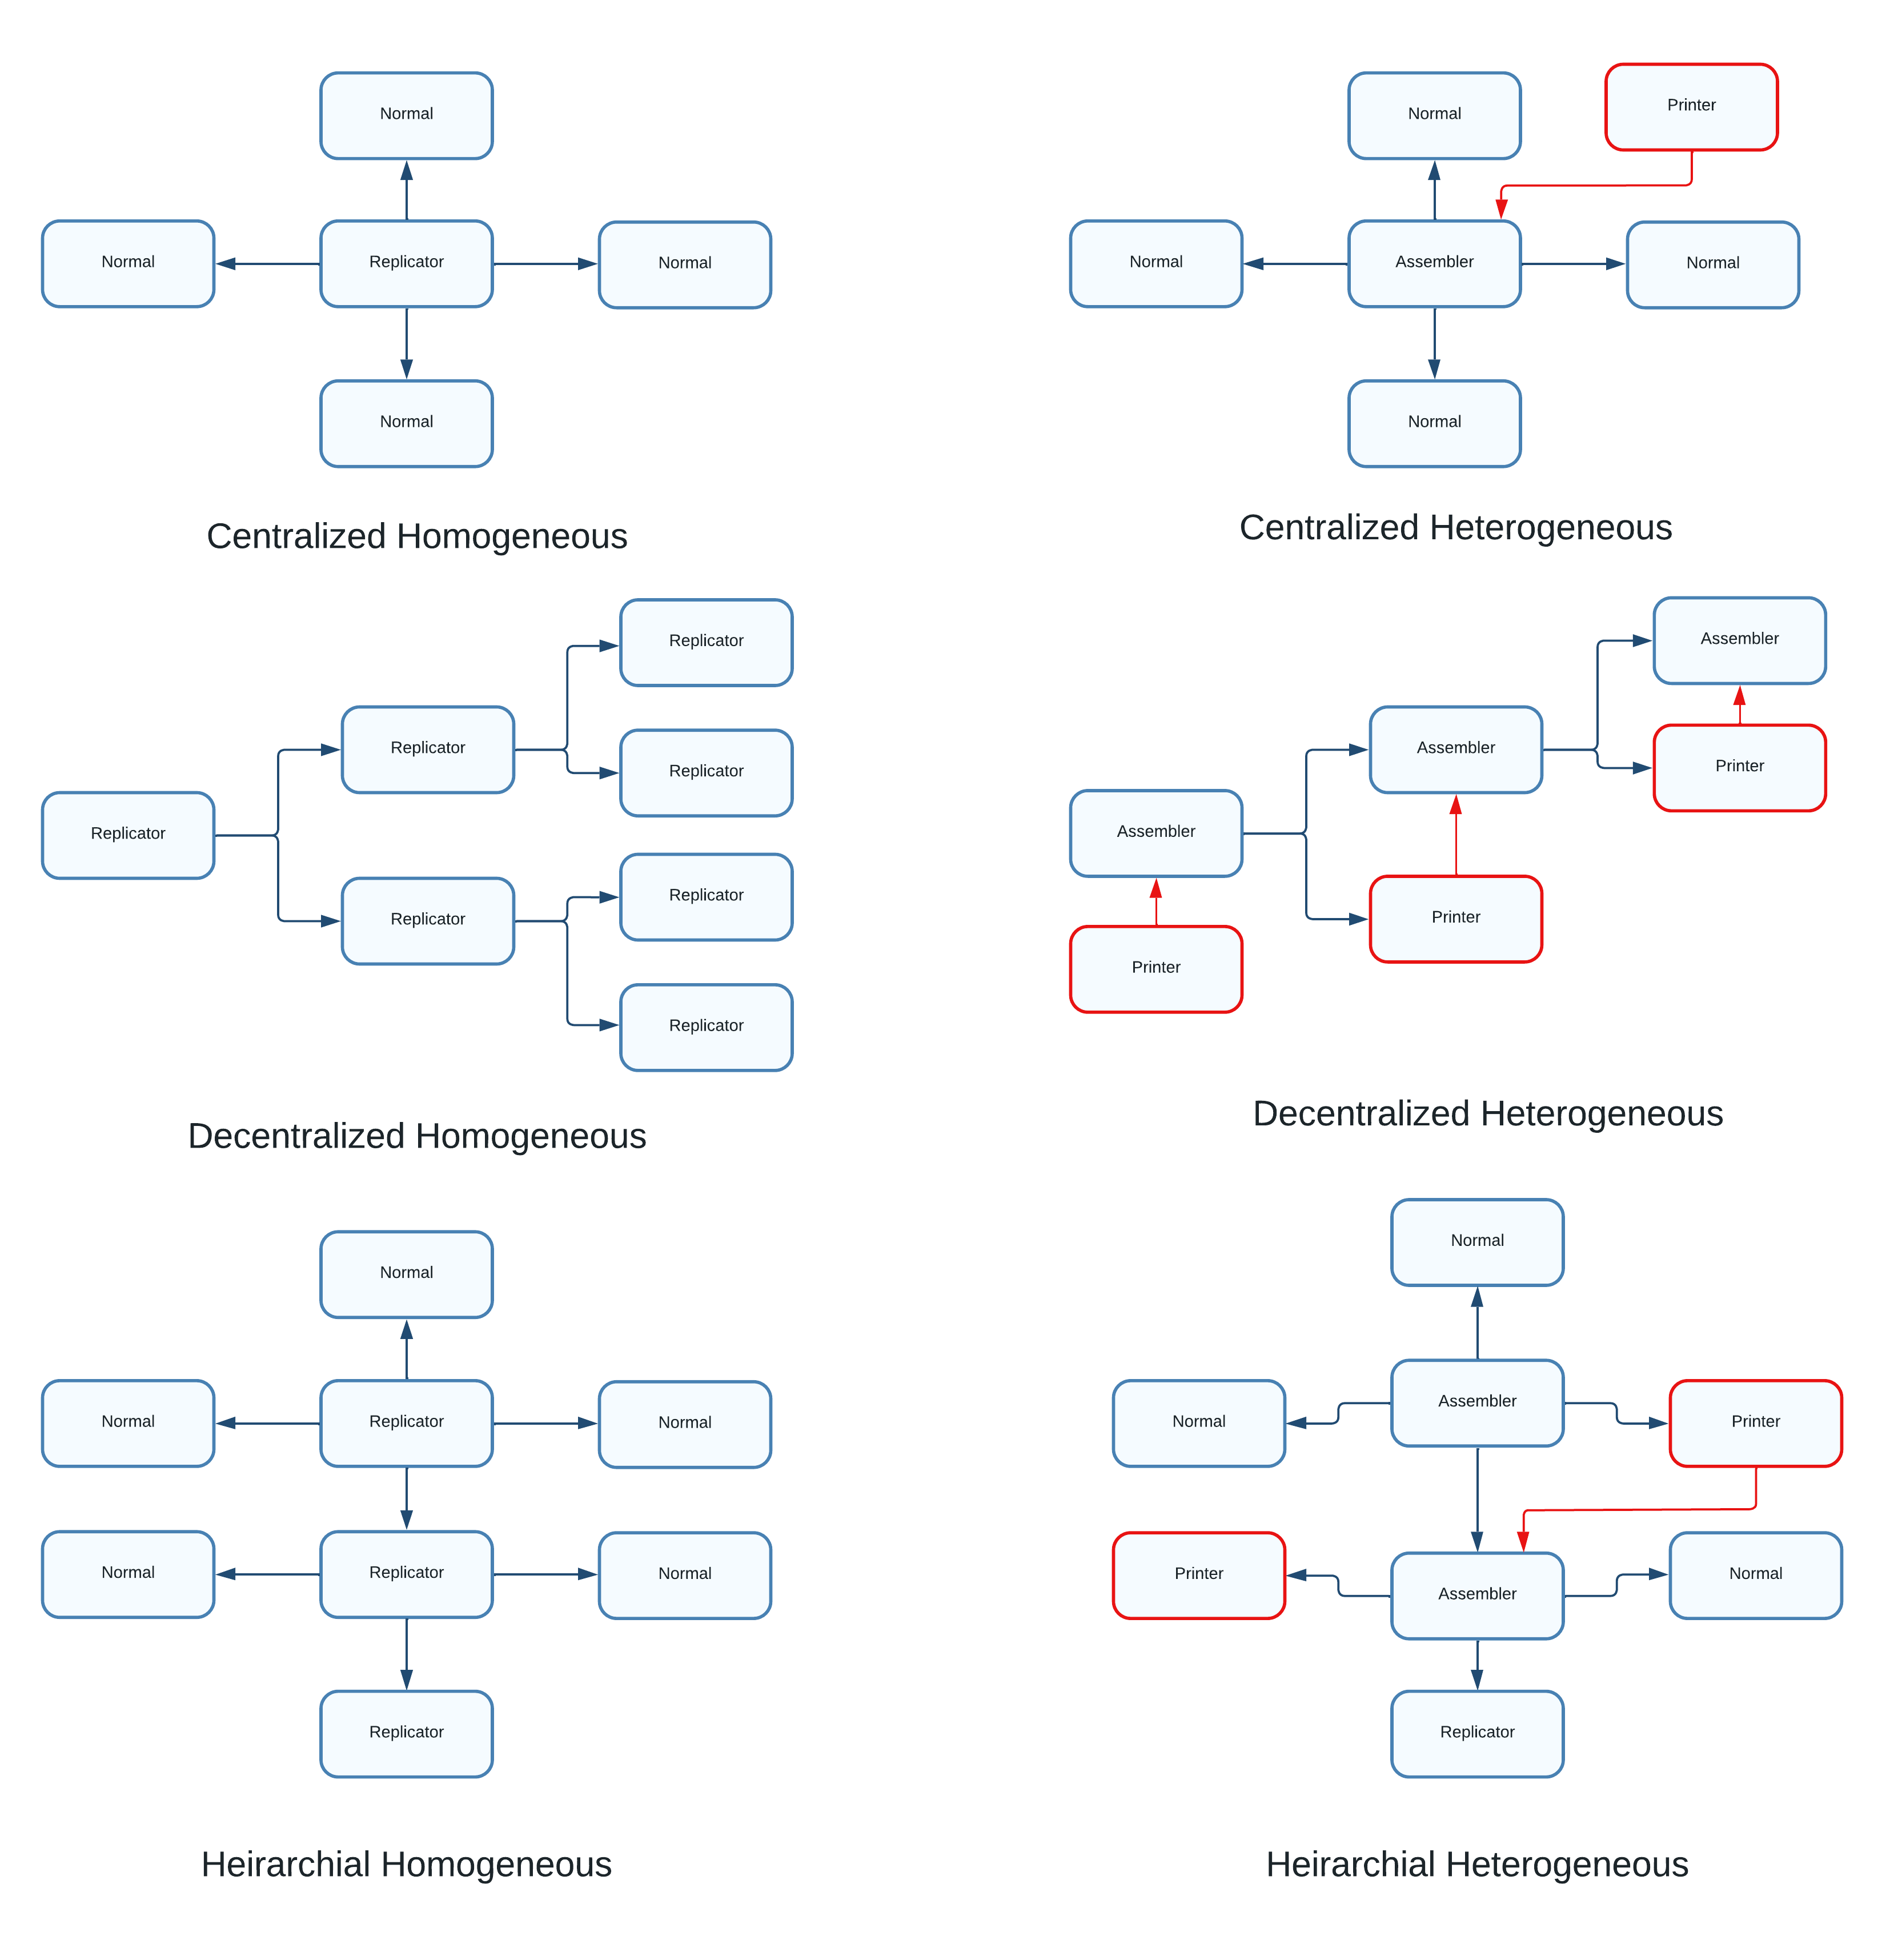 Normal
Normal
Replicator
Normal
Normal
Centralized Homogeneous
Normal
Printer
Normal
Assembler
Normal
Normal
Centralized Heterogeneous
Replicator
Replicator
Replicator
Replicator
Replicator
Replicator
Replicator
Decentralized Homogeneous
Assembler
Assembler
Printer
Assembler
Printer
Printer
Decentralized Heterogeneous
Normal
Normal
Replicator
Normal
Normal
Replicator
Normal
Replicator
Heirarchial Homogeneous
Normal
Normal
Assembler
Printer
Printer
Assembler
Normal
Replicator
Heirarchial Heterogeneous